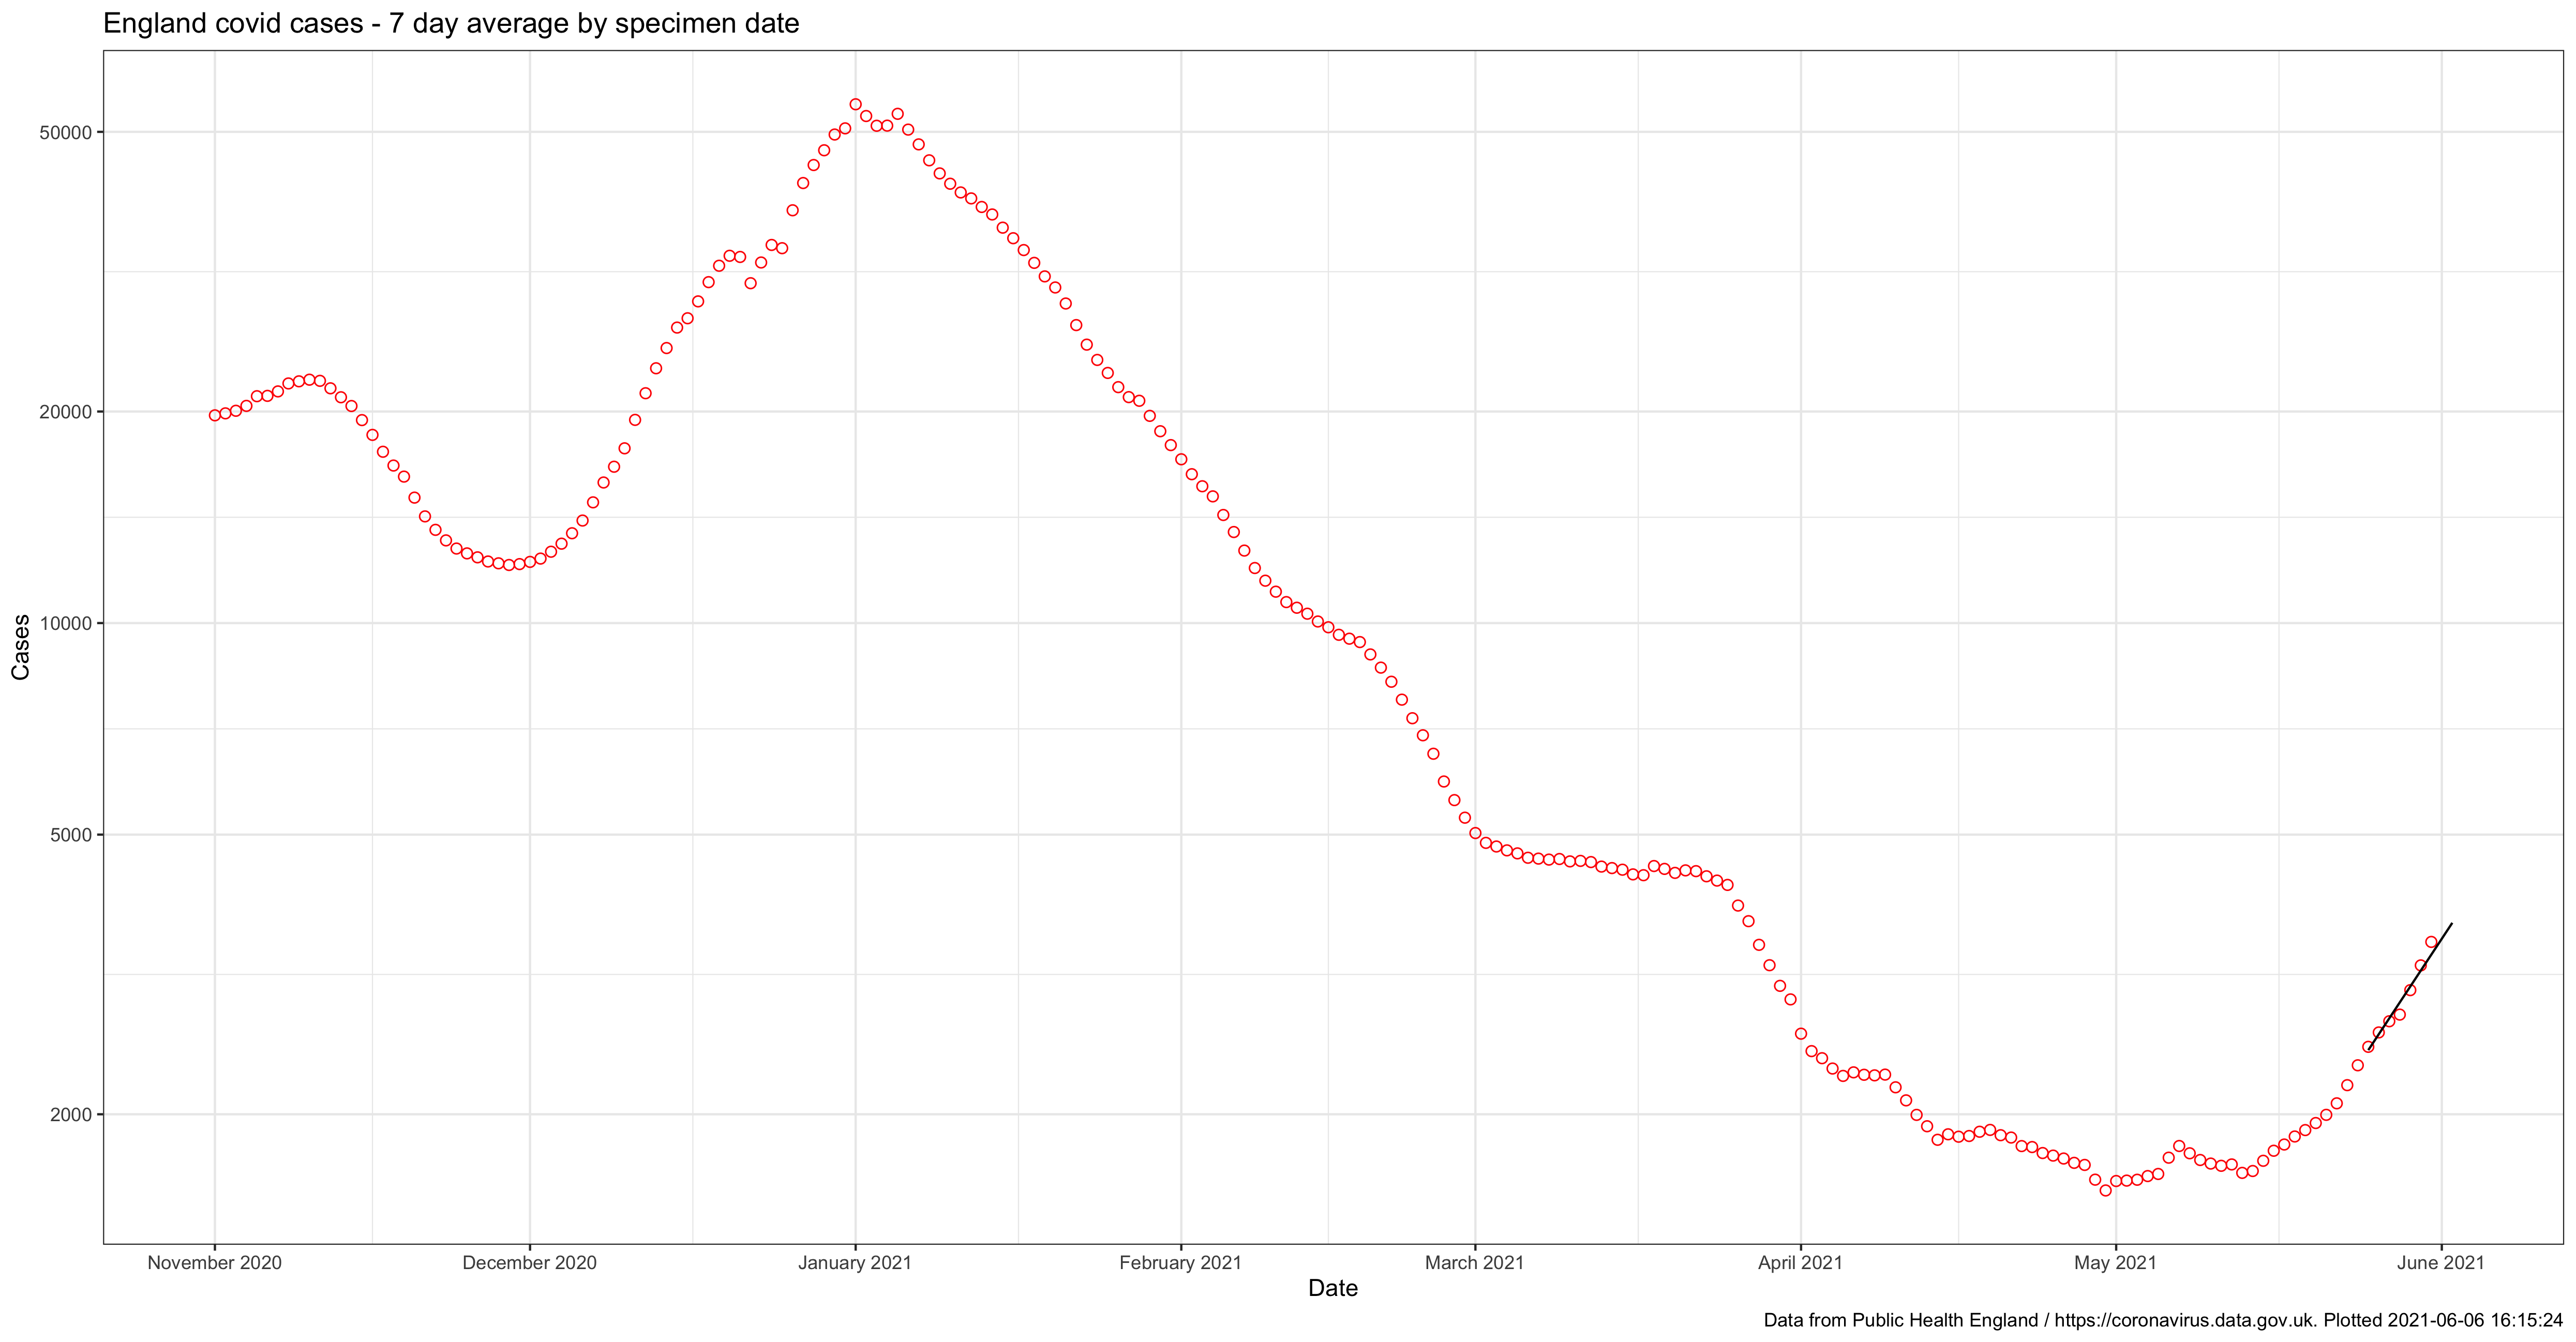 England covid cases - 7 day average by specimen date
50000
20000
10000
5000
2000
Cases
November 2020
December 2020
January 2021
February 2021
March 2021
April 2021
May 2021
June 2021
Date
Data from Public Health England / https://coronavirus.data.gov.uk. Plotted 2021-06-06 16:15:24